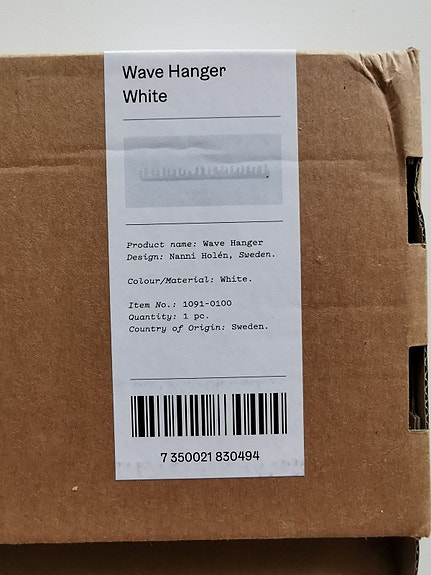 Wave Hanger
White
Product name: Wave Hanger
Design: Nanni Holén, Sweden.
Colour/Material: White.
Item No.: 1091-0100
Quantity: 1 pc.
Country of Origin: Sweden.
7 350021 830494